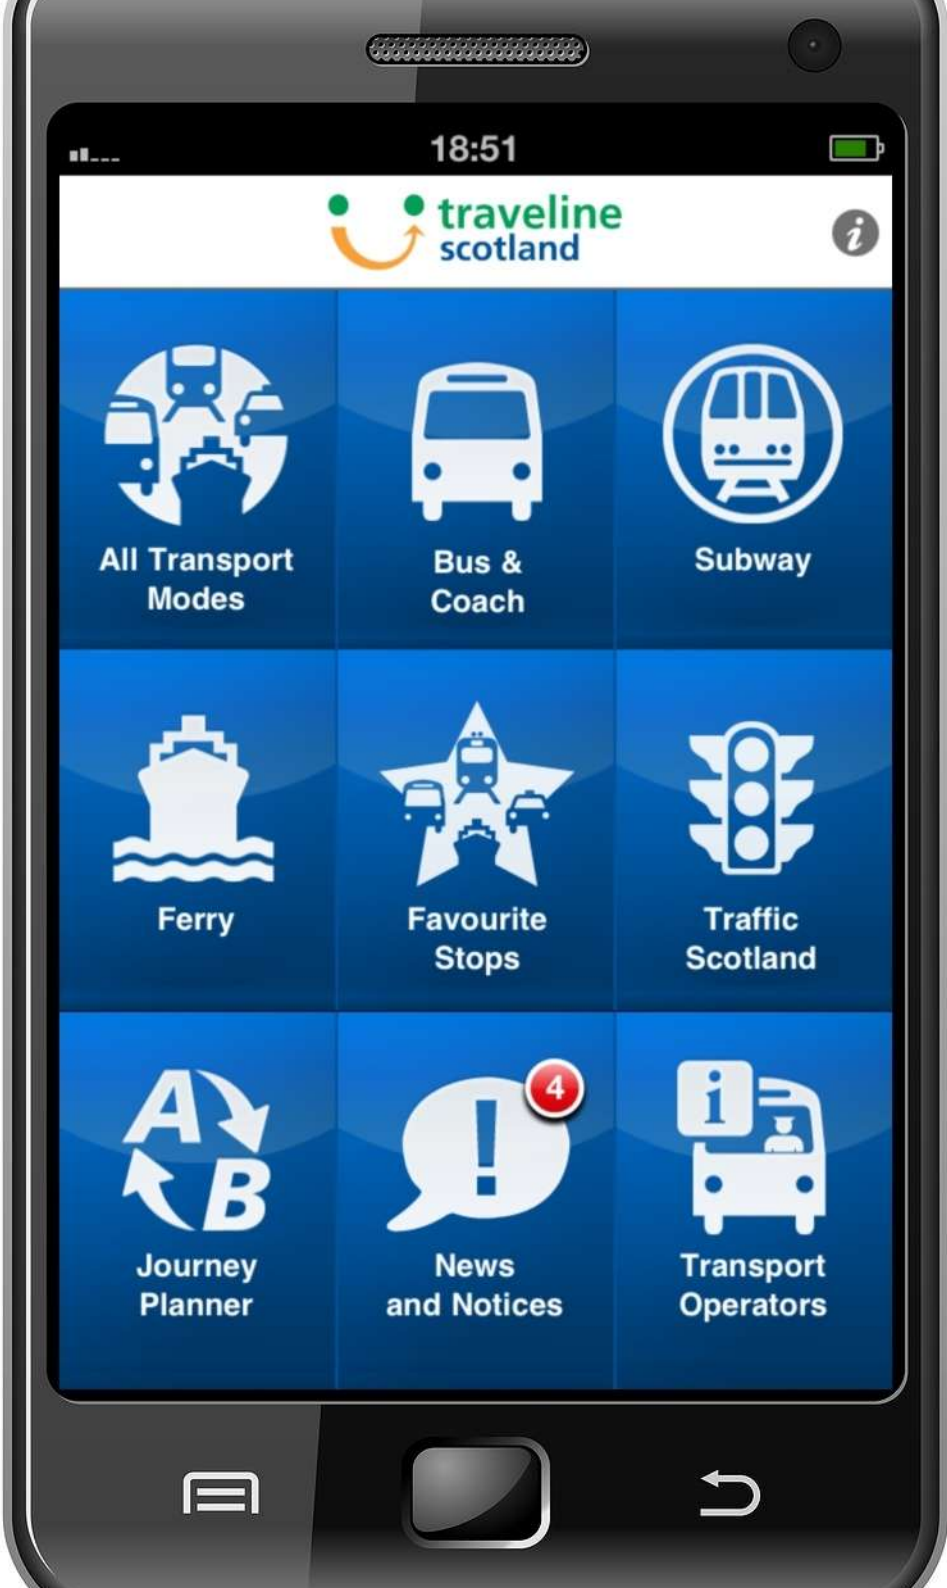 18:51
traveline
scotland
i
All Transport
Modes
Bus &
Coach
Subway
Ferry
Favourite
Stops
Traffic
Scotland
A
B
Journey
Planner
!
4
News
and Notices
i
Transport
Operators